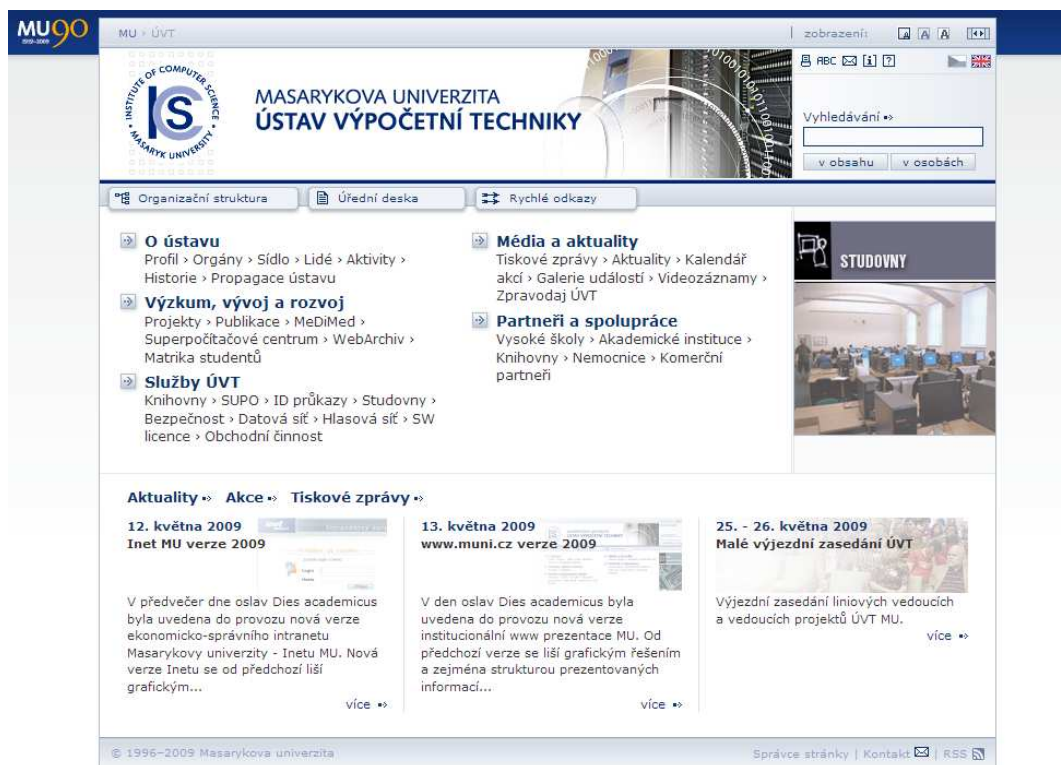 MU90
1919-2009
MU › ÚVT
zobrazení: A A A
INSTITUTE OF COMPUTER SCIENCE • MASARYK UNIVERSITY •
ICS
MASARYKOVA UNIVERZITA
ÚSTAV VÝPOČETNÍ TECHNIKY
ABC
Vyhledávání
v obsahu v osobách
Organizační struktura Úřední deska Rychlé odkazy
O ústavu
Profil › Orgány › Sídlo › Lidé › Aktivity ›
Historie › Propagace ústavu
Výzkum, vývoj a rozvoj
Projekty › Publikace › MeDiMed ›
Superpočítačové centrum › WebArchiv ›
Matrika studentů
Služby ÚVT
Knihovny › SUPO › ID průkazy › Studovny ›
Bezpečnost › Datová síť › Hlasová síť › SW
licence › Obchodní činnost
Média a aktuality
Tiskové zprávy › Aktuality › Kalendář
akcí › Galerie událostí › Videozáznamy ›
Zpravodaj ÚVT
Partneři a spolupráce
Vysoké školy › Akademické instituce ›
Knihovny › Nemocnice › Komerční
partneři
STUDOVNY
Aktuality Akce Tiskové zprávy
12. května 2009
Inet MU verze 2009
V předvečer dne oslav Dies academicus
byla uvedena do provozu nová verze
ekonomicko-správního intranetu
Masarykovy univerzity - Inetu MU. Nová
verze Inetu se od předchozí liší
grafickým...
více
13. května 2009
www.muni.cz verze 2009
V den oslav Dies academicus byla
uvedena do provozu nová verze
institucionální www prezentace MU. Od
předchozí verze se liší grafickým řešením
a zejména strukturou prezentovaných
informací...
více
25. - 26. května 2009
Malé výjezdní zasedání ÚVT
Výjezdní zasedání liniových vedoucích
a vedoucích projektů ÚVT MU.
více
© 1996–2009 Masarykova univerzita
Správce stránky | Kontakt | RSS